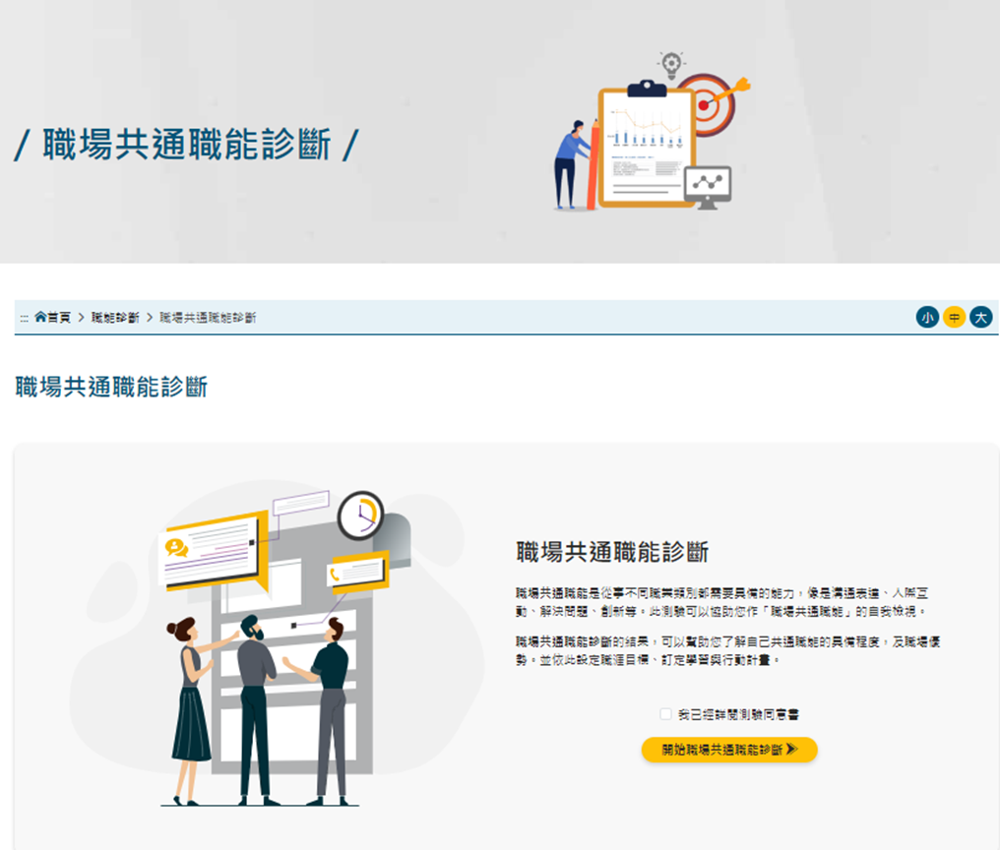 / 職場共通職能診斷 /
::: 首頁 > 職能診斷 > 職場共通職能診斷
小 中 大
職場共通職能診斷
職場共通職能診斷
職場共通職能是從事不同職業類別都需要具備的能力，像是溝通表達、人際互
動、解決問題、創新等。此測驗可以協助您作「職場共通職能」的自我檢視。
職場共通職能診斷的結果，可以幫助您了解自己共通職能的具備程度，及職場優
勢。並依此設定職涯目標、訂定學習與行動計畫。
我已經詳閱測驗同意書
開始職場共通職能診斷